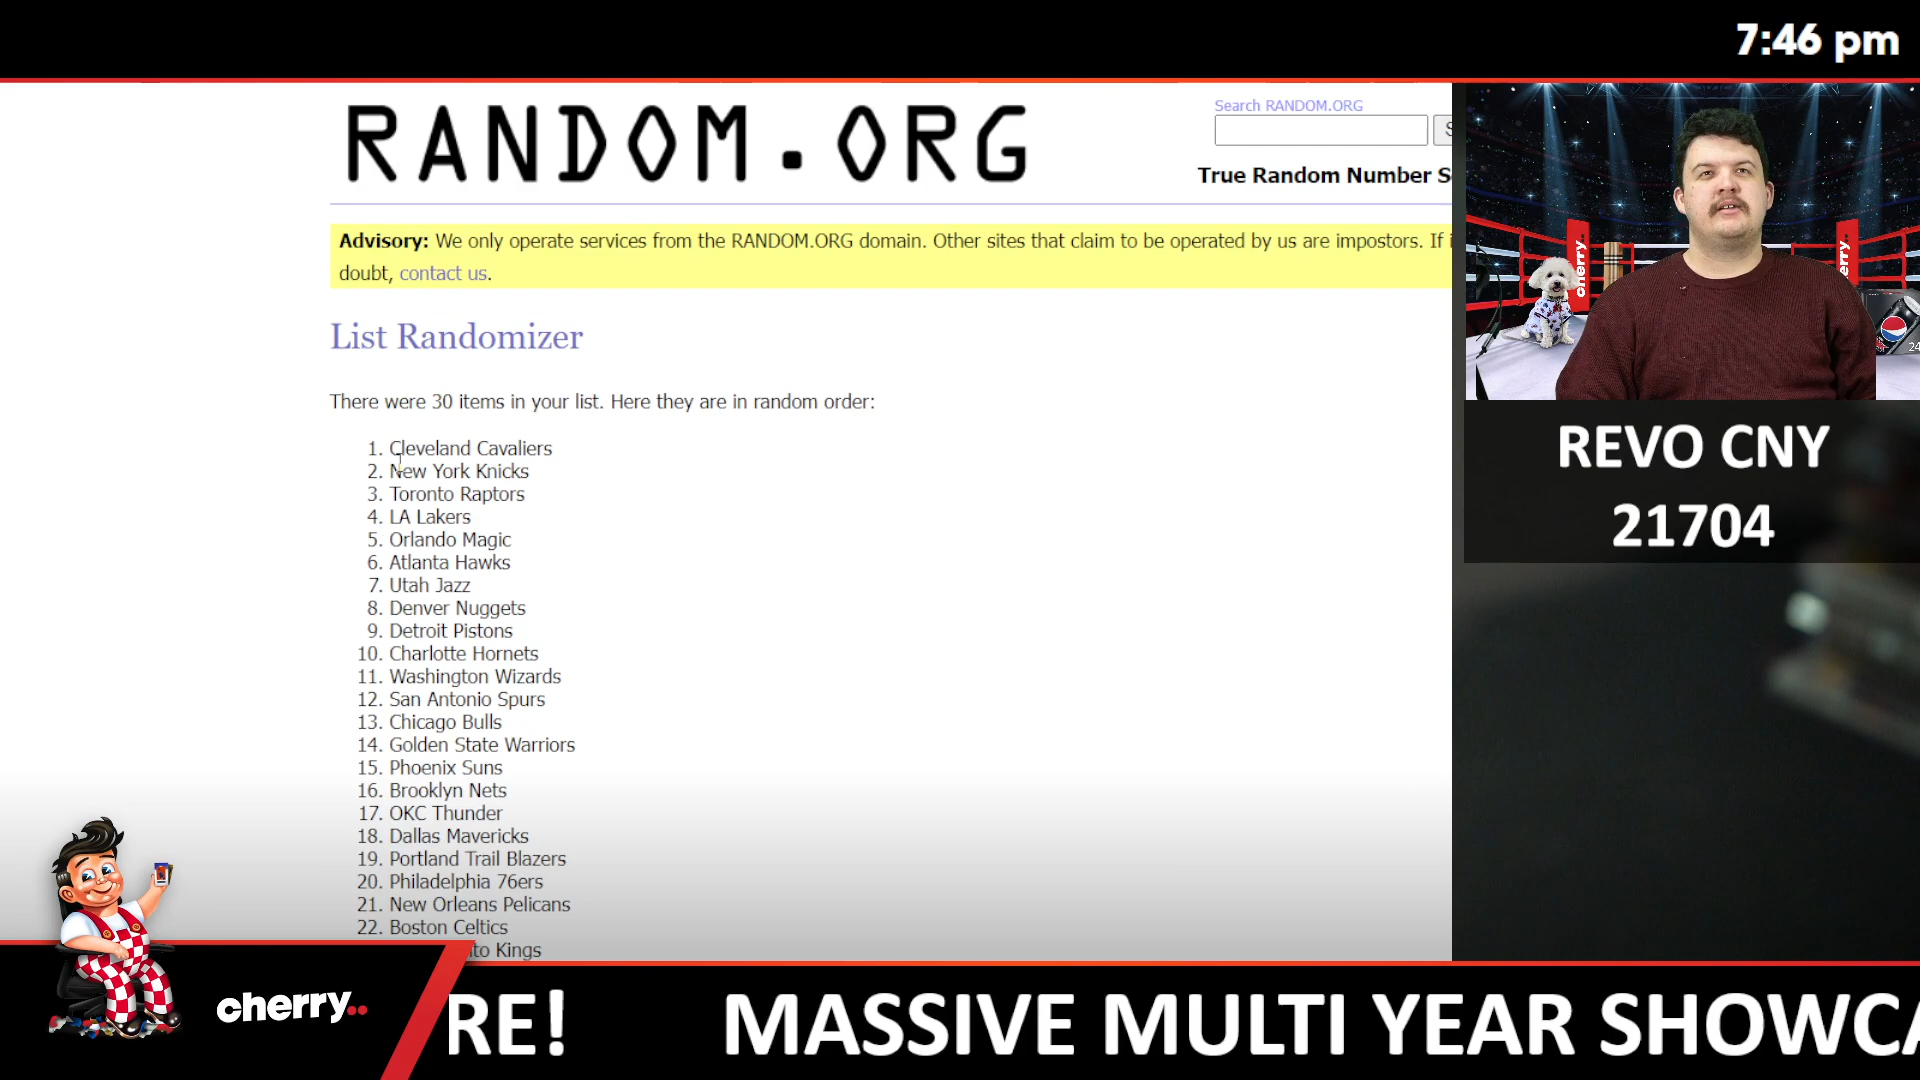 7:46 pm
RANDOM.ORG
Search RANDOM.ORG
True Random Number
Advisory: We only operate services from the RANDOM.ORG domain. Other sites that claim to be operated by us are impostors. If
doubt, contact us.
List Randomizer
There were 30 items in your list. Here they are in random order:
1. Cleveland Cavaliers
2. New York Knicks
3. Toronto Raptors
4. LA Lakers
5. Orlando Magic
6. Atlanta Hawks
7. Utah Jazz
8. Denver Nuggets
9. Detroit Pistons
10. Charlotte Hornets
11. Washington Wizards
12. San Antonio Spurs
13. Chicago Bulls
14. Golden State Warriors
15. Phoenix Suns
16. Brooklyn Nets
17. OKC Thunder
18. Dallas Mavericks
19. Portland Trail Blazers
20. Philadelphia 76ers
21. New Orleans Pelicans
22. Boston Celtics
to Kings
cherry..
erry..
24
REVO CNY
21704
cherry..
RE! MASSIVE MULTI YEAR SHOWCA